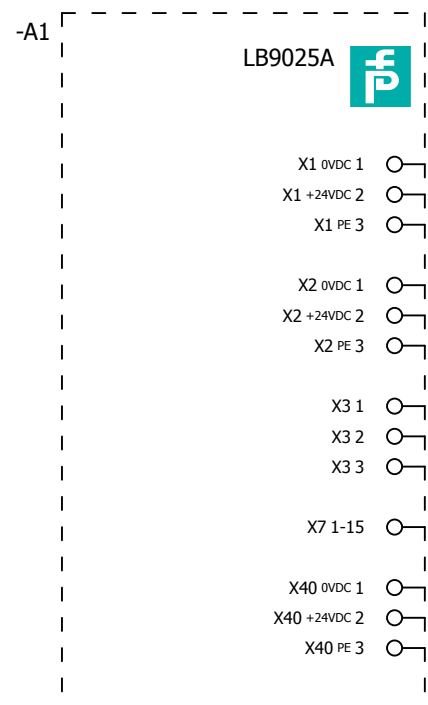 -A1
LB9025A
X1 0VDC 1
X1 +24VDC 2
X1 PE 3
X2 0VDC 1
X2 +24VDC 2
X2 PE 3
X3 1
X3 2
X3 3
X7 1-15
X40 0VDC 1
X40 +24VDC 2
X40 PE 3